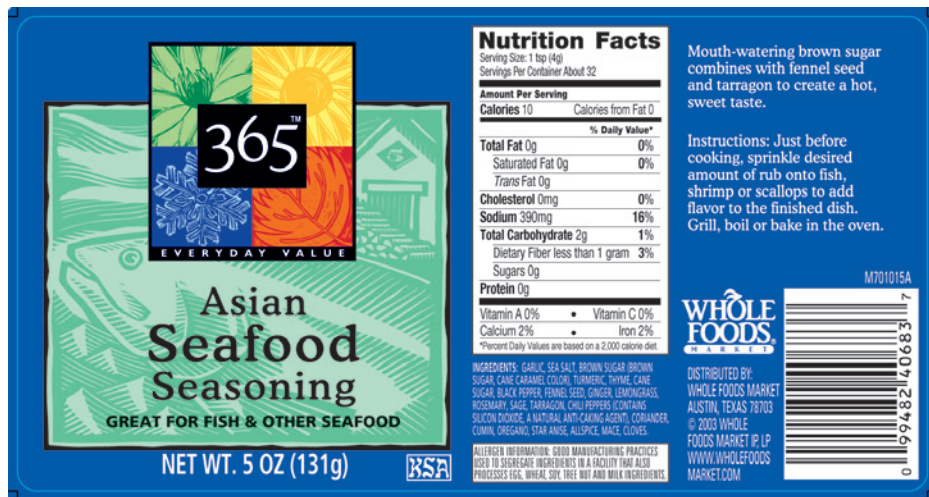 365™
EVERYDAY VALUE
Asian
Seafood
Seasoning
GREAT FOR FISH & OTHER SEAFOOD
NET WT. 5 OZ (131g)
KSA
Nutrition Facts
Serving Size: 1 tsp (4g)
Servings Per Container About 32
Amount Per Serving
Calories 10 Calories from Fat 0
% Daily Value*
Total Fat 0g 0%
Saturated Fat 0g 0%
Trans Fat 0g
Cholesterol 0mg 0%
Sodium 390mg 16%
Total Carbohydrate 2g 1%
Dietary Fiber less than 1 gram 3%
Sugars 0g
Protein 0g
Vitamin A 0% • Vitamin C 0%
Calcium 2% • Iron 2%
*Percent Daily Values are based on a 2,000 calorie diet.
INGREDIENTS: GARLIC, SEA SALT, BROWN SUGAR (BROWN
SUGAR, CANE CARAMEL COLOR), TURMERIC, THYME, CANE
SUGAR, BLACK PEPPER, FENNEL SEED, GINGER, LEMONGRASS,
ROSEMARY, SAGE, TARRAGON, CHILI PEPPERS (CONTAINS
SILICON DIOXIDE, A NATURAL ANTI-CAKING AGENT), CORIANDER,
CUMIN, OREGANO, STAR ANISE, ALLSPICE, MACE, CLOVES.
ALLERGEN INFORMATION: GOOD MANUFACTURING PRACTICES
USED TO SEGREGATE INGREDIENTS IN A FACILITY THAT ALSO
PROCESSES EGG, WHEAT, SOY, TREE NUT AND MILK INGREDIENTS.
Mouth-watering brown sugar
combines with fennel seed
and tarragon to create a hot,
sweet taste.
Instructions: Just before
cooking, sprinkle desired
amount of rub onto fish,
shrimp or scallops to add
flavor to the finished dish.
Grill, boil or bake in the oven.
M701015A
WHOLE
FOODS®
MARKET
DISTRIBUTED BY:
WHOLE FOODS MARKET
AUSTIN, TEXAS 78703
© 2003 WHOLE
FOODS MARKET IP, LP
WWW.WHOLEFOODS
MARKET.COM
0 99482 40683 7